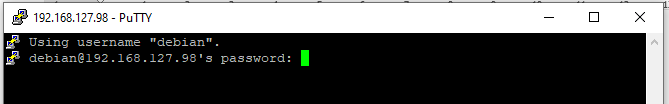 192.168.127.98 - PuTTY
Using username "debian".
debian@192.168.127.98's password: